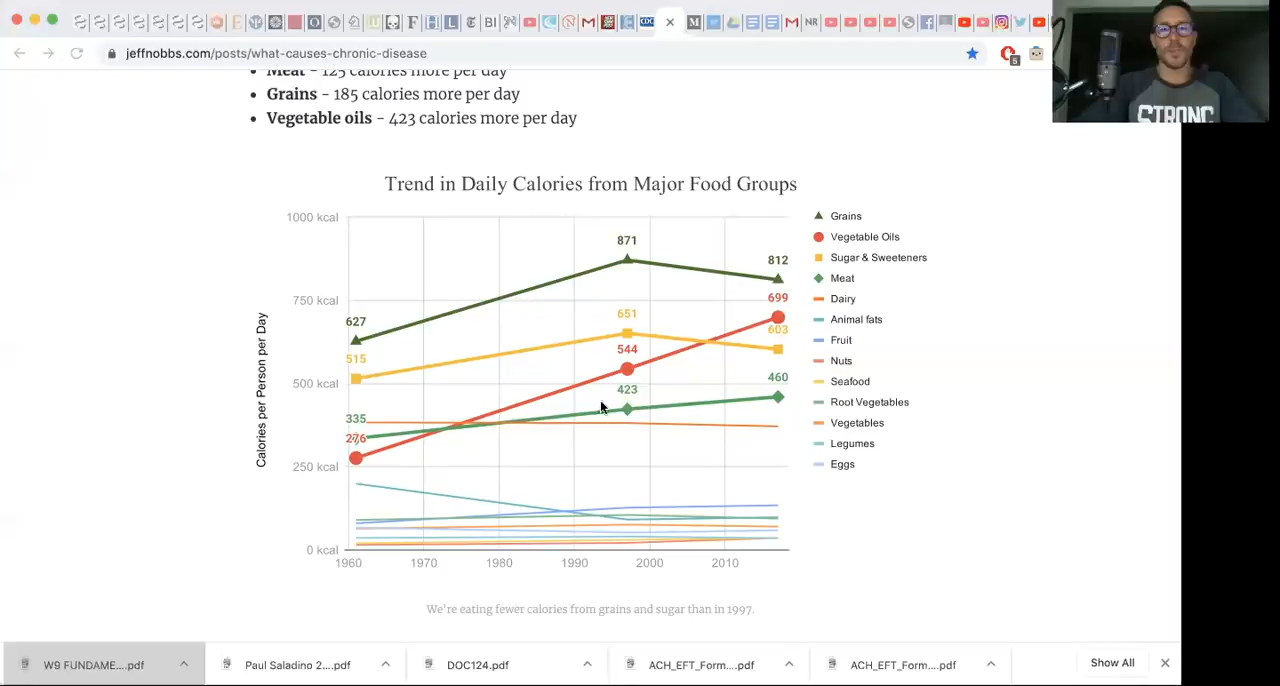 CDC
NR
jeffnobbs.com/posts/what-causes-chronic-disease
5
STRONG
Meat - 125 calories more per day
Grains - 185 calories more per day
Vegetable oils - 423 calories more per day
Trend in Daily Calories from Major Food Groups
Calories per Person per Day
1000 kcal
750 kcal
500 kcal
250 kcal
0 kcal
627
871
812
515
651
603
276
544
699
335
423
460
1960
1970
1980
1990
2000
2010
Grains
Vegetable Oils
Sugar & Sweeteners
Meat
Dairy
Animal fats
Fruit
Nuts
Seafood
Root Vegetables
Vegetables
Legumes
Eggs
We're eating fewer calories from grains and sugar than in 1997.
W9 FUNDAME....pdf
Paul Saladino 2....pdf
DOC124.pdf
ACH_EFT_Form....pdf
ACH_EFT_Form....pdf
Show All